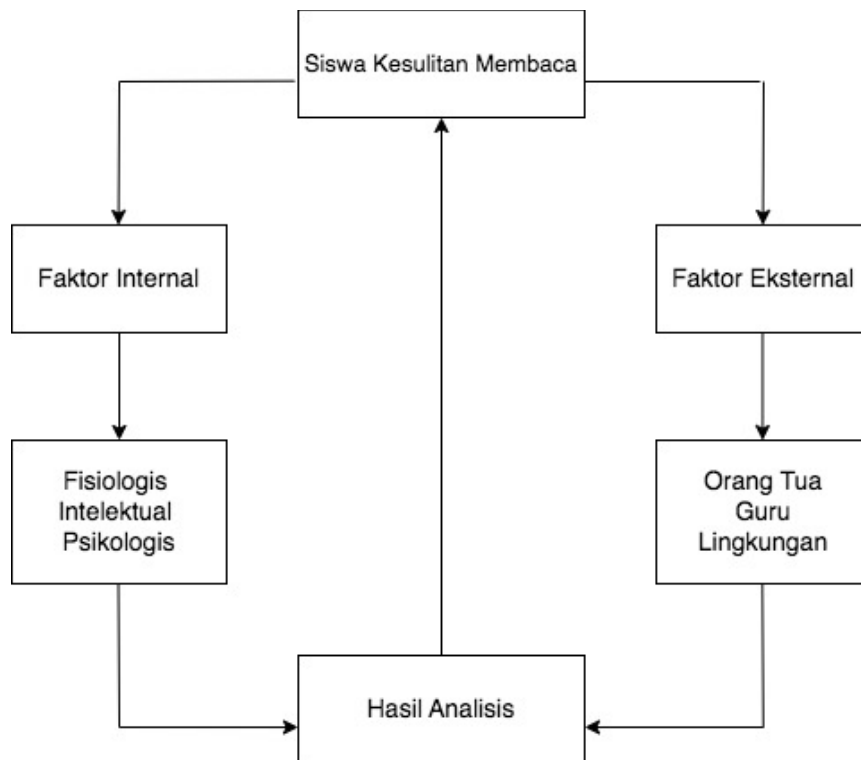 Siswa Kesulitan Membaca
Faktor Internal
Faktor Eksternal
Fisiologis
Intelektual
Psikologis
Orang Tua
Guru
Lingkungan
Hasil Analisis